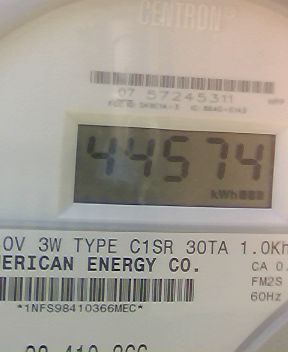 CENTRON®
07 57245311
44574
kWh
0V 3W TYPE C1SR 30TA 1.0Kh
ERICAN ENERGY CO.
CA 0.
FM2S
60Hz
*1NFS98410366MEC*